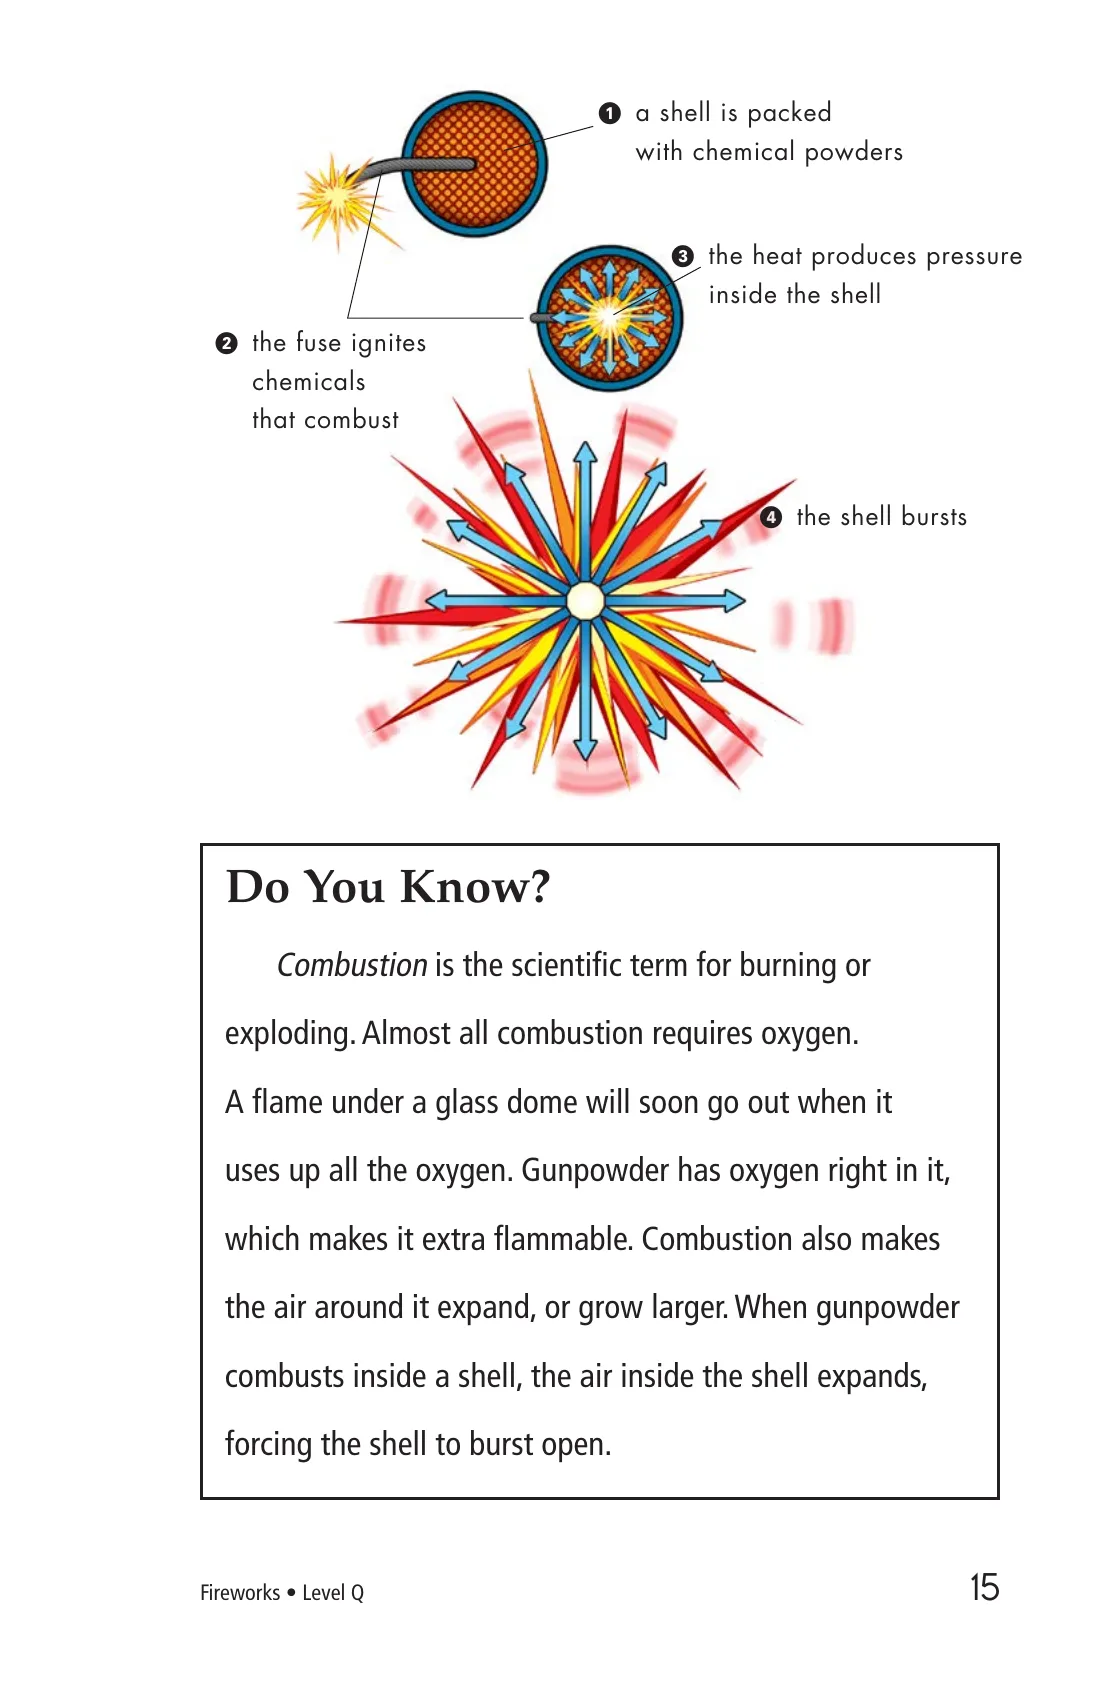 ❶ a shell is packed
with chemical powders
❸ the heat produces pressure
inside the shell
❷ the fuse ignites
chemicals
that combust
❹ the shell bursts
Do You Know?
Combustion is the scientific term for burning or
exploding. Almost all combustion requires oxygen.
A flame under a glass dome will soon go out when it
uses up all the oxygen. Gunpowder has oxygen right in it,
which makes it extra flammable. Combustion also makes
the air around it expand, or grow larger. When gunpowder
combusts inside a shell, the air inside the shell expands,
forcing the shell to burst open.
Fireworks • Level Q
15